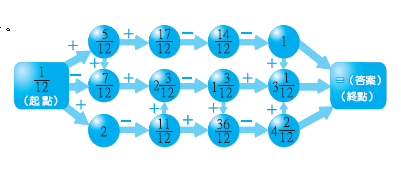 。
+ 5/12 + 17/12 − 14/12 − 1
+ +
1/12 − 7/12 + 2 3/12 − 1 3/12 + 3 1/12 = (答案)
(起點) (終點)
+ + + +
2 − 11/12 + 36/12 − 4 2/12